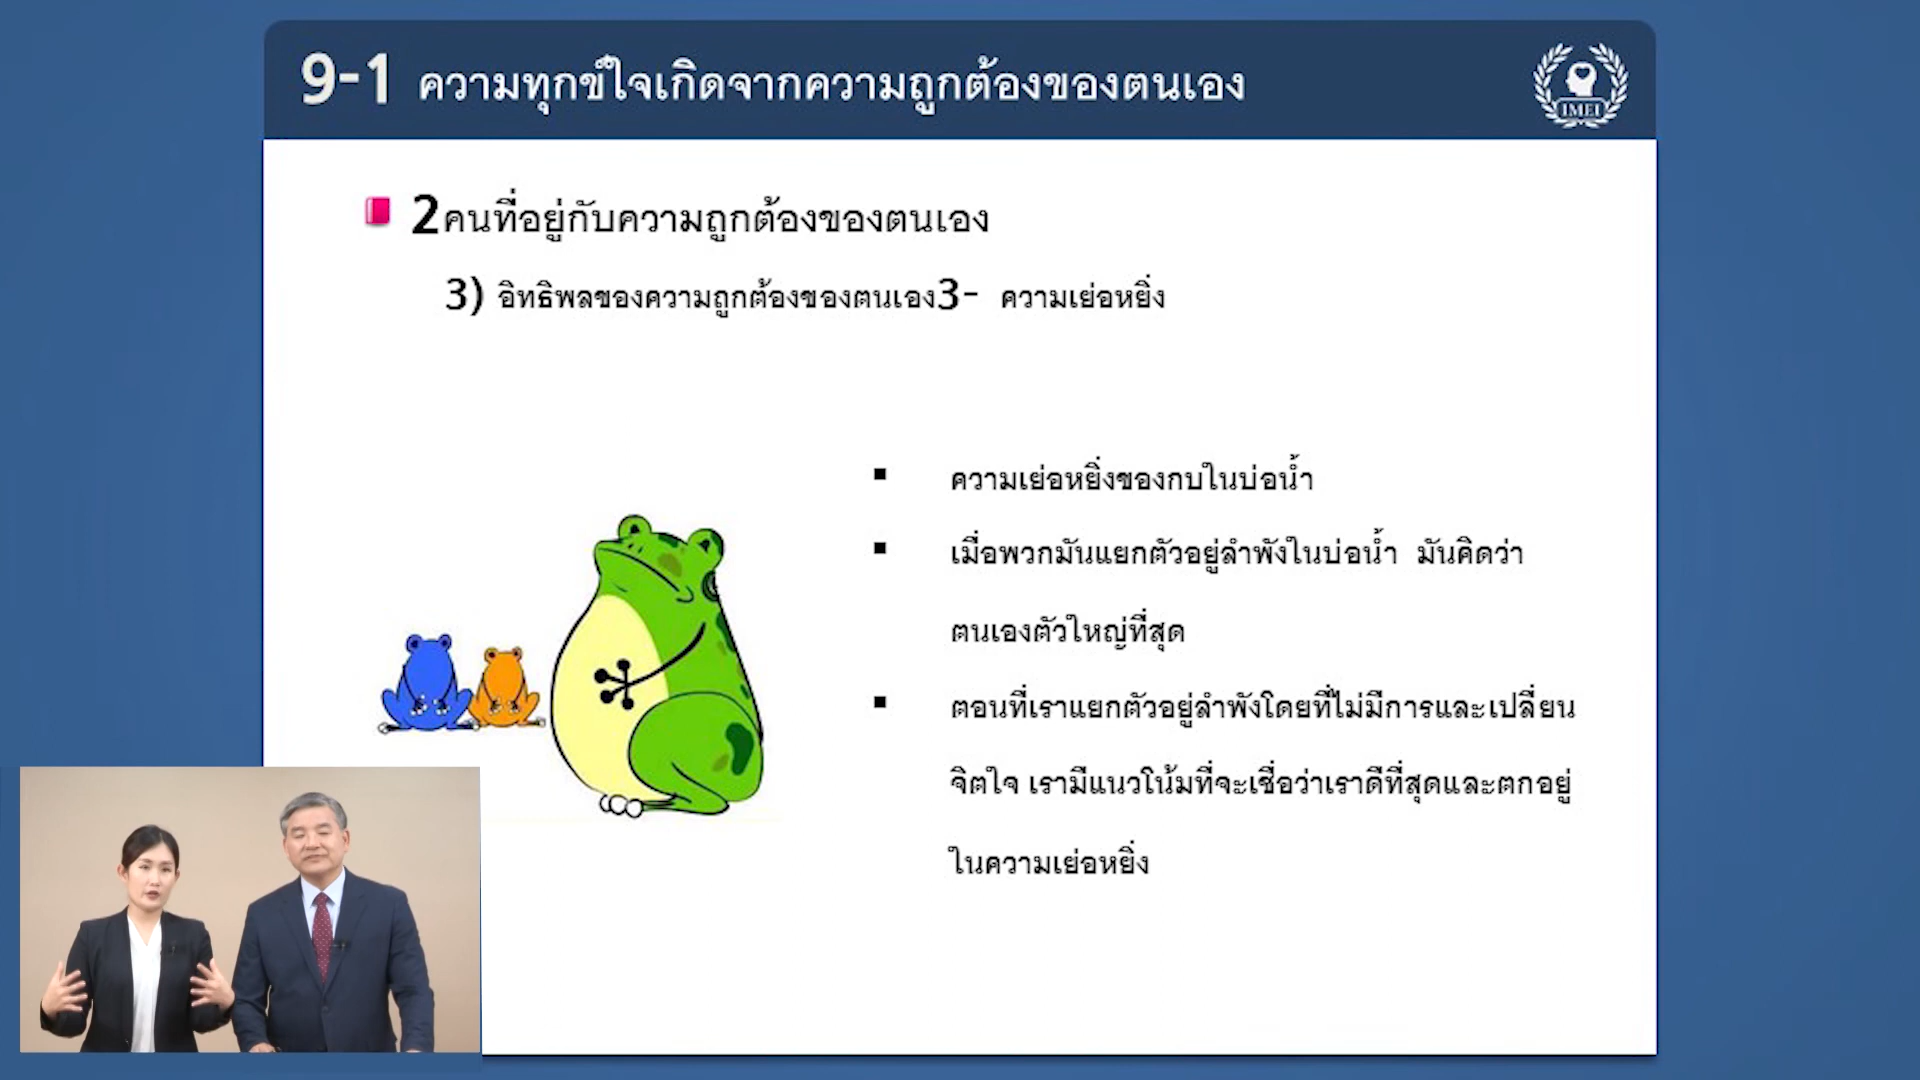 9-1 ความทุกข์ใจเกิดจากความถูกต้องของตนเอง
IMEI
2คนที่อยู่กับความถูกต้องของตนเอง
3) อิทธิพลของความถูกต้องของตนเอง3- ความเย่อหยิ่ง
ความเย่อหยิ่งของกบในบ่อน้ำ
เมื่อพวกมันแยกตัวอยู่ลำพังในบ่อน้ำ มันคิดว่า
ตนเองตัวใหญ่ที่สุด
ตอนที่เราแยกตัวอยู่ลำพังโดยที่ไม่มีการและเปลี่ยน
จิตใจ เรามีแนวโน้มที่จะเชื่อว่าเราดีที่สุดและตกอยู่
ในความเย่อหยิ่ง